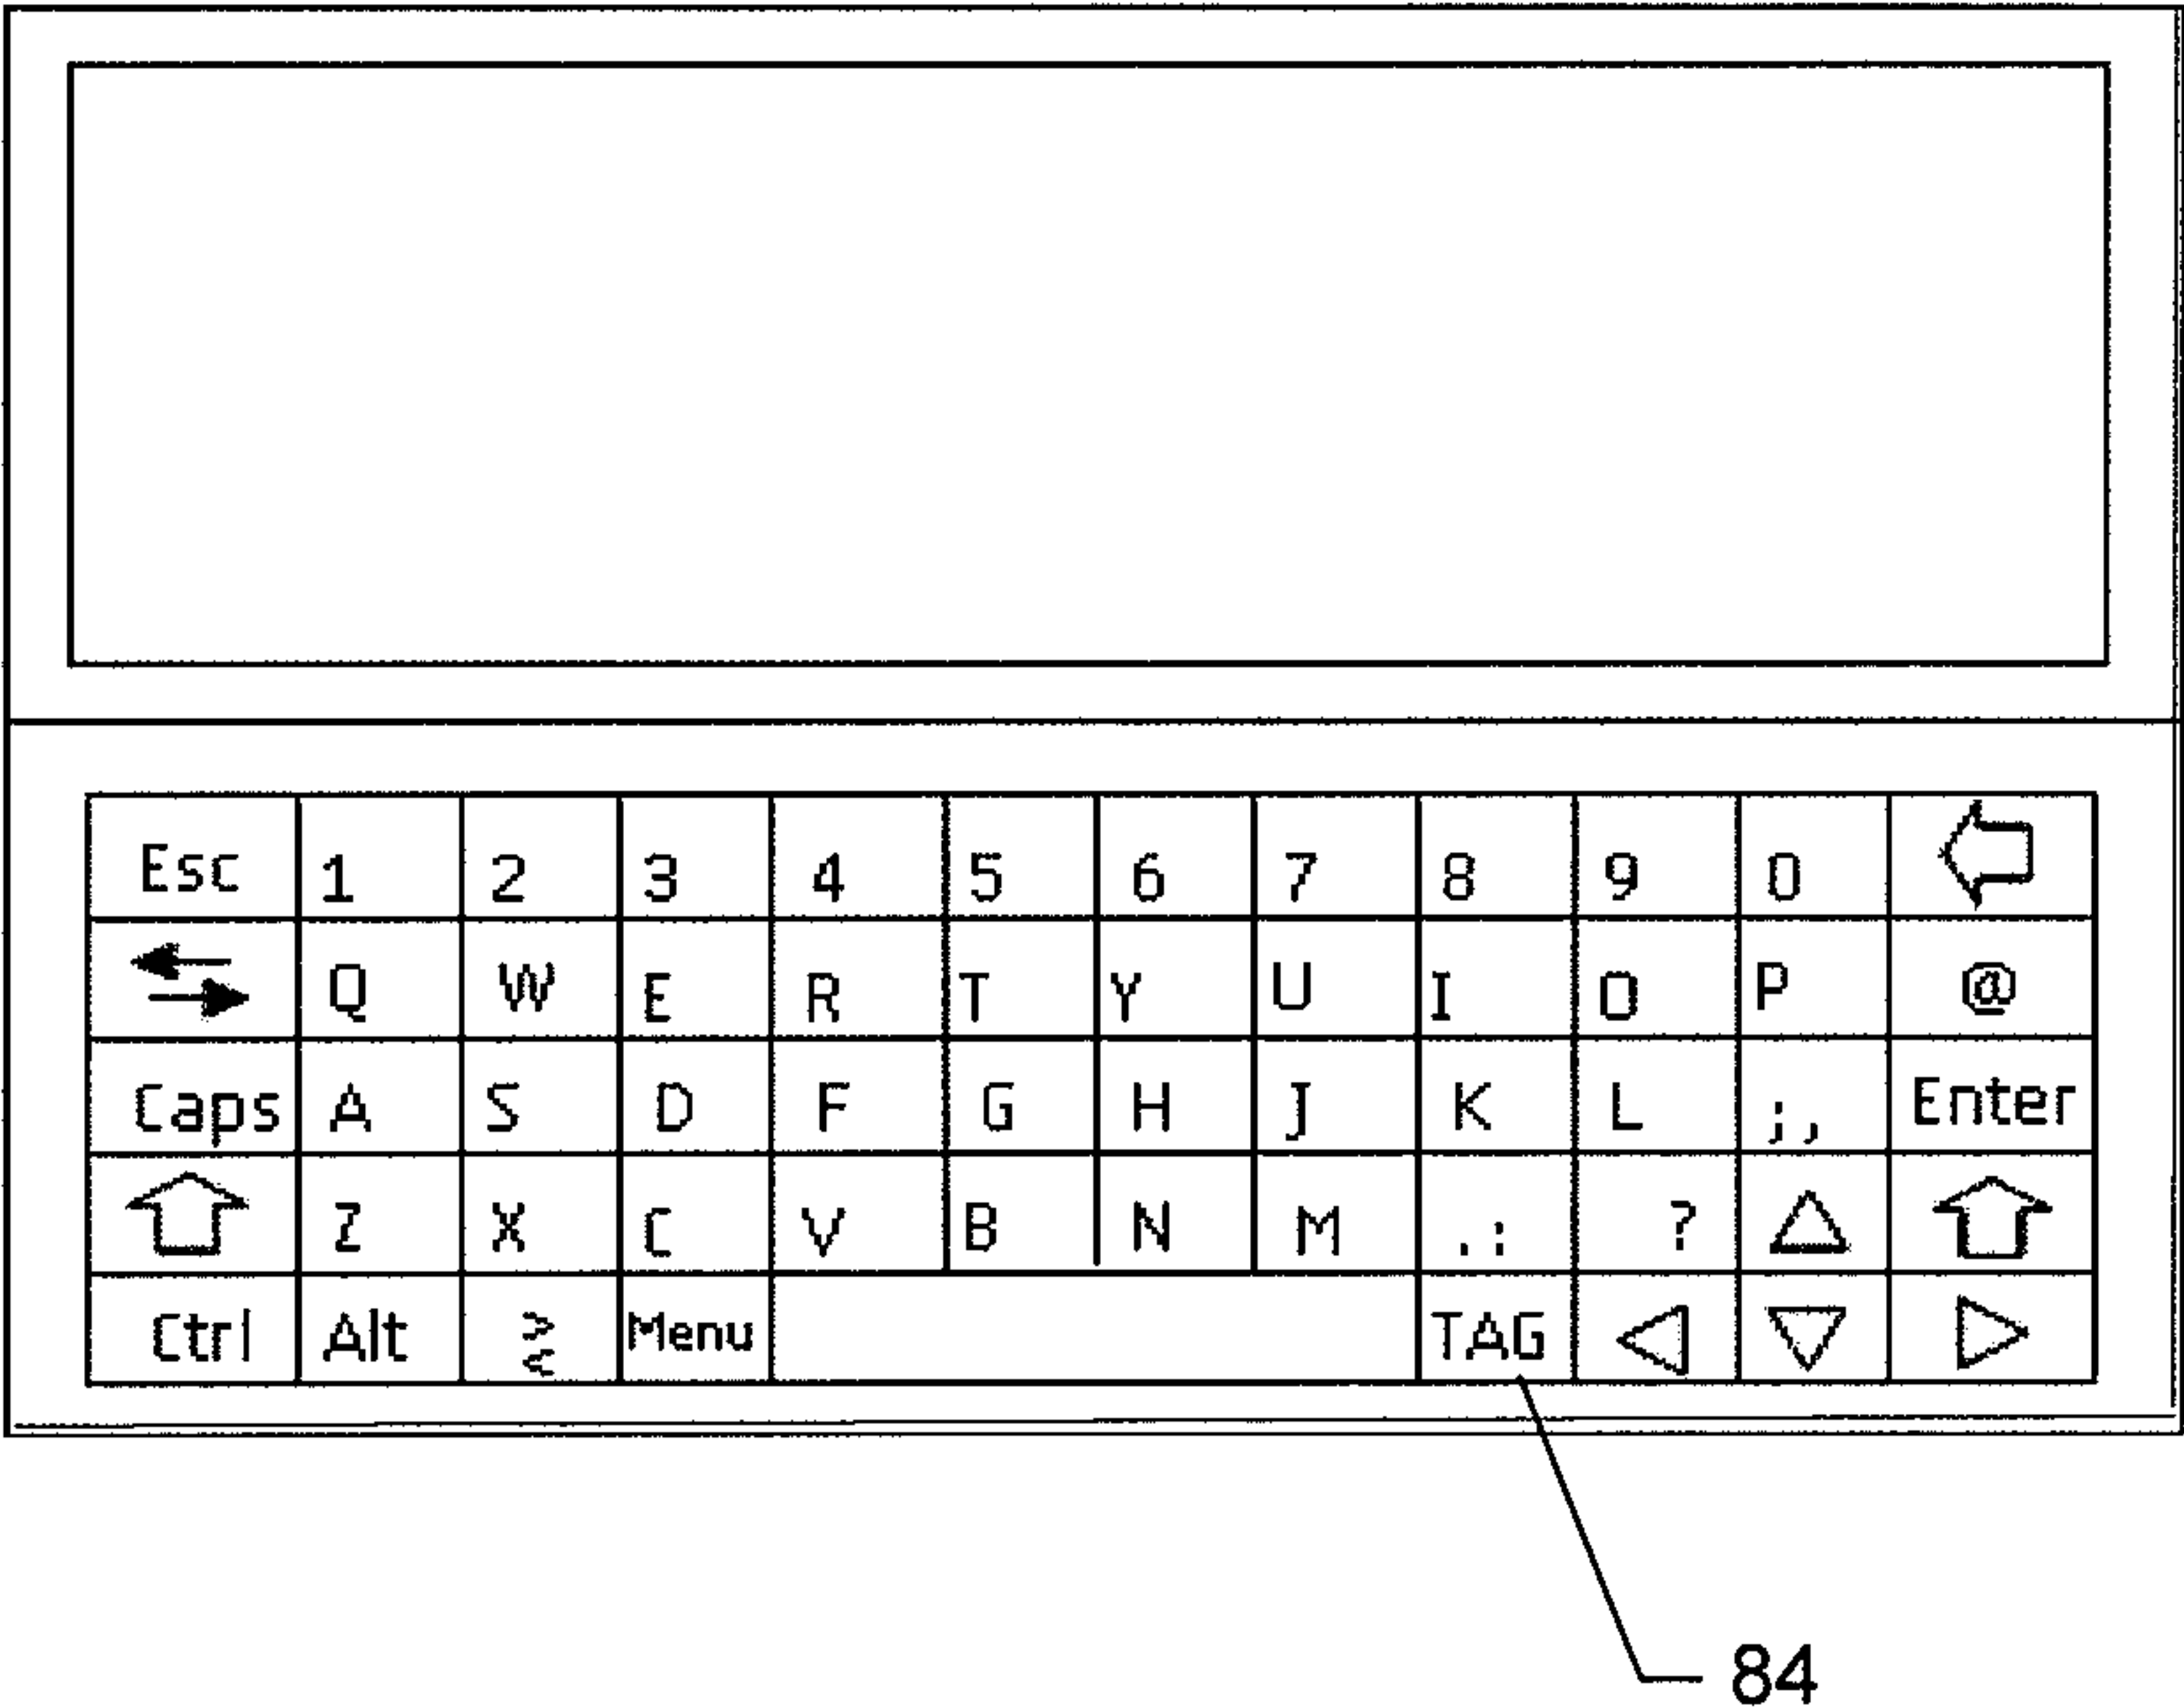 Esc 1 2 3 4 5 6 7 8 9 0
Q W E R T Y U I O P @
Caps A S D F G H J K L ;, Enter
Z X C V B N M .: ?
Ctrl Alt > < Menu TAG
84